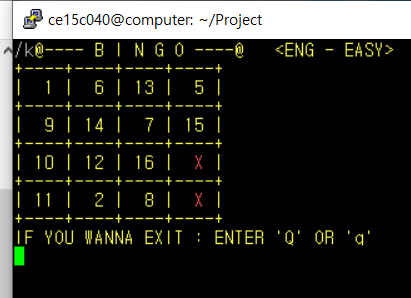 ce15c040@computer: ~/Project
/k@---- B I N G O ----@ <ENG - EASY>
+----+----+----+----+
| 1 | 6 | 13 | 5 |
+----+----+----+----+
| 9 | 14 | 7 | 15 |
+----+----+----+----+
| 10 | 12 | 16 | X |
+----+----+----+----+
| 11 | 2 | 8 | X |
+----+----+----+----+
IF YOU WANNA EXIT : ENTER 'Q' OR 'q'